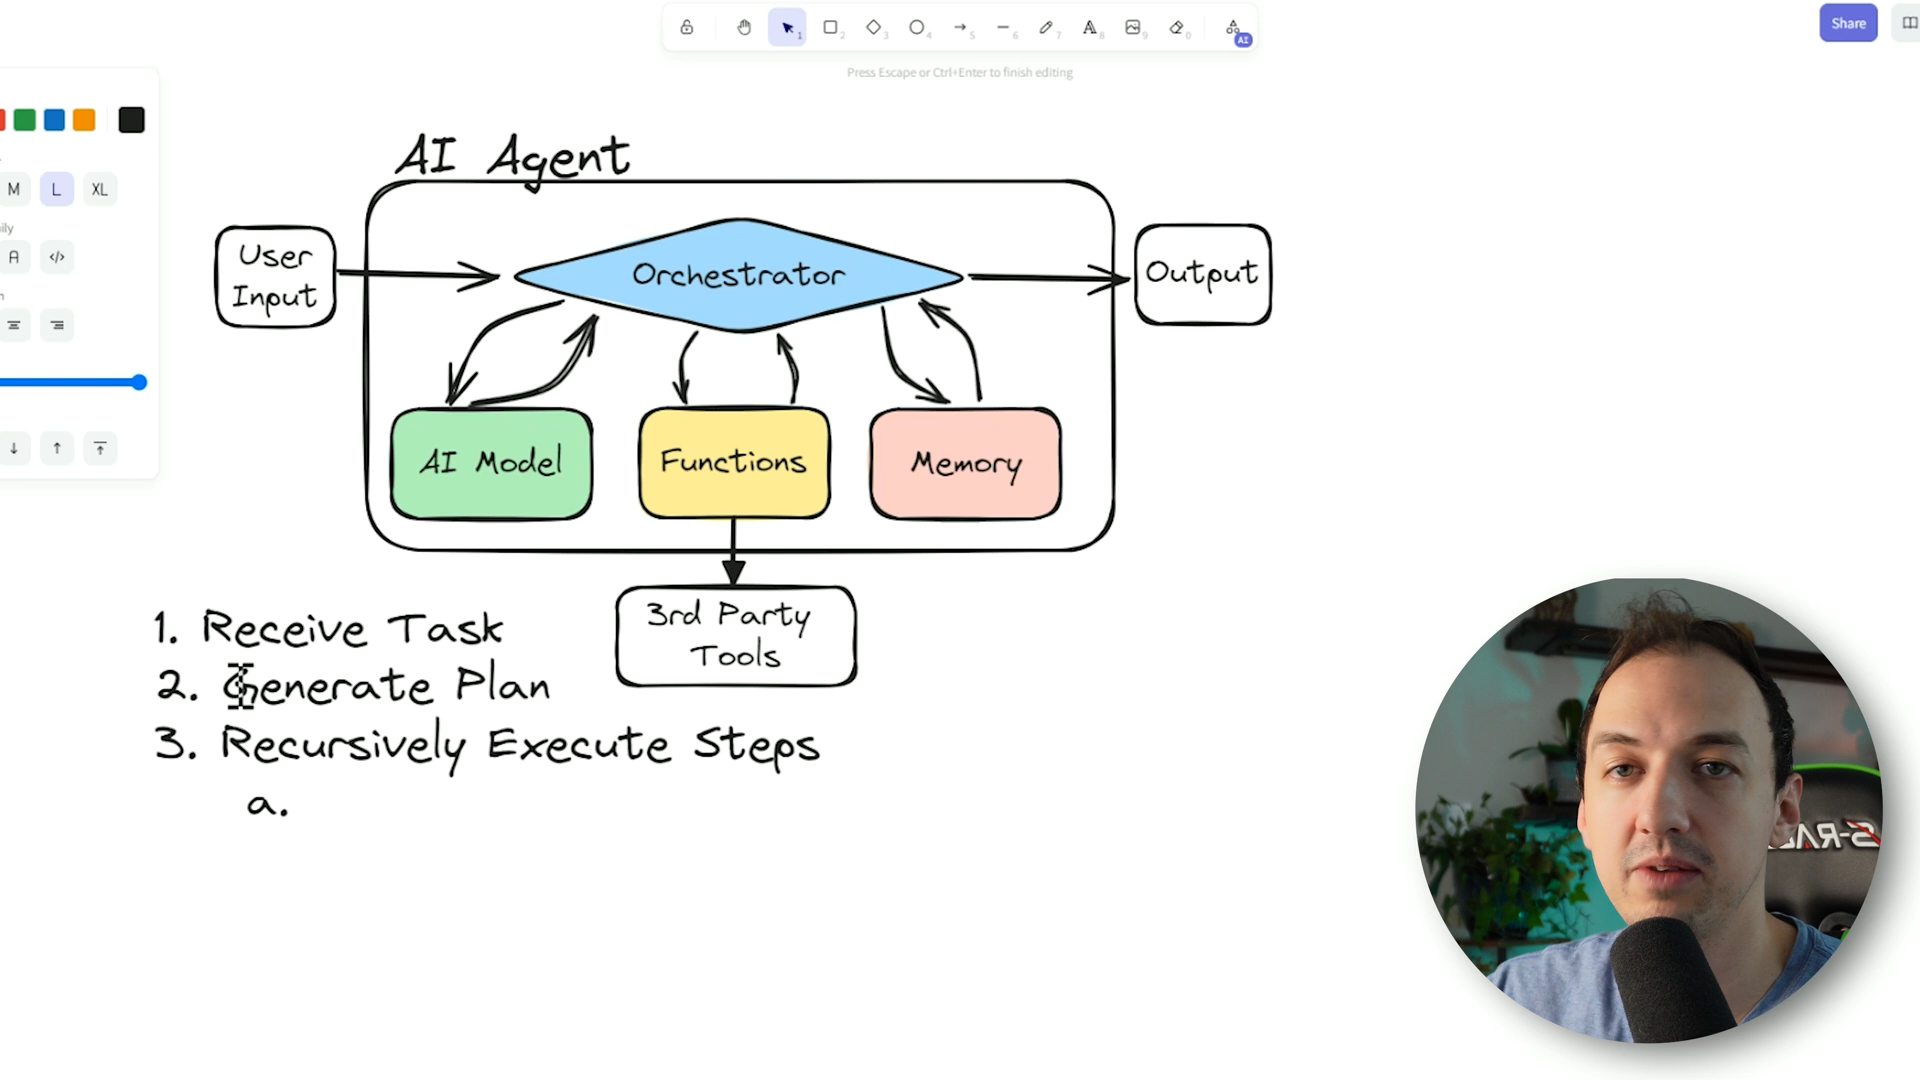 Share
Press Escape or Ctrl+Enter to finish editing
AI
M L XL
A </>
AI Agent
User
Input
Orchestrator
Output
AI Model
Functions
Memory
3rd Party
Tools
1. Receive Task
2. Generate Plan
3. Recursively Execute Steps
a.